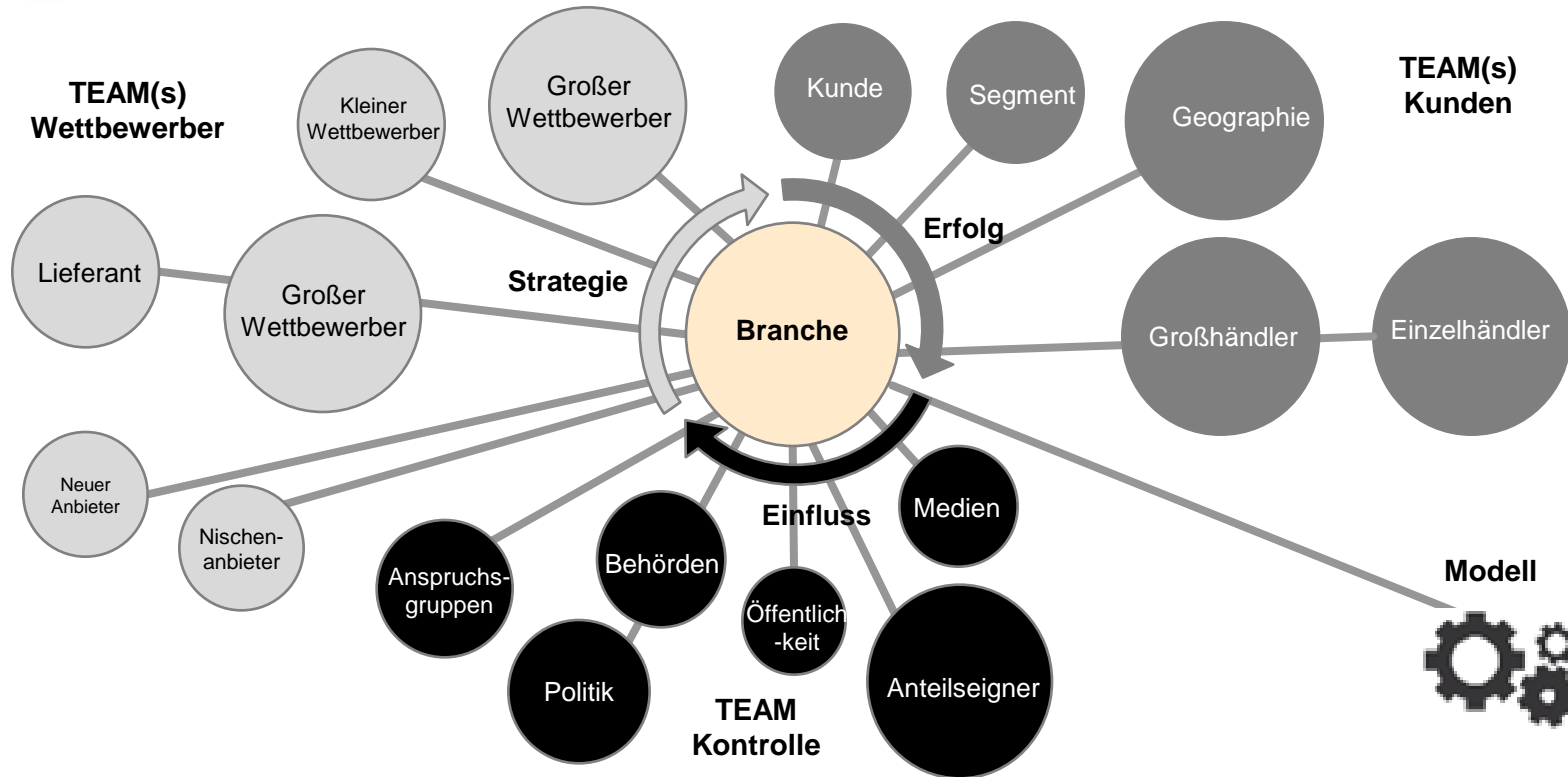 TEAM(s)
Wettbewerber
Kleiner
Wettbewerber
Großer
Wettbewerber
Kunde
Segment
Geographie
TEAM(s)
Kunden
Lieferant
Großer
Wettbewerber
Strategie
Erfolg
Branche
Großhändler
Einzelhändler
Neuer
Anbieter
Nischen-
anbieter
Anspruchs-
gruppen
Behörden
Einfluss
Medien
Politik
Öffentlich
-keit
Anteilseigner
TEAM
Kontrolle
Modell